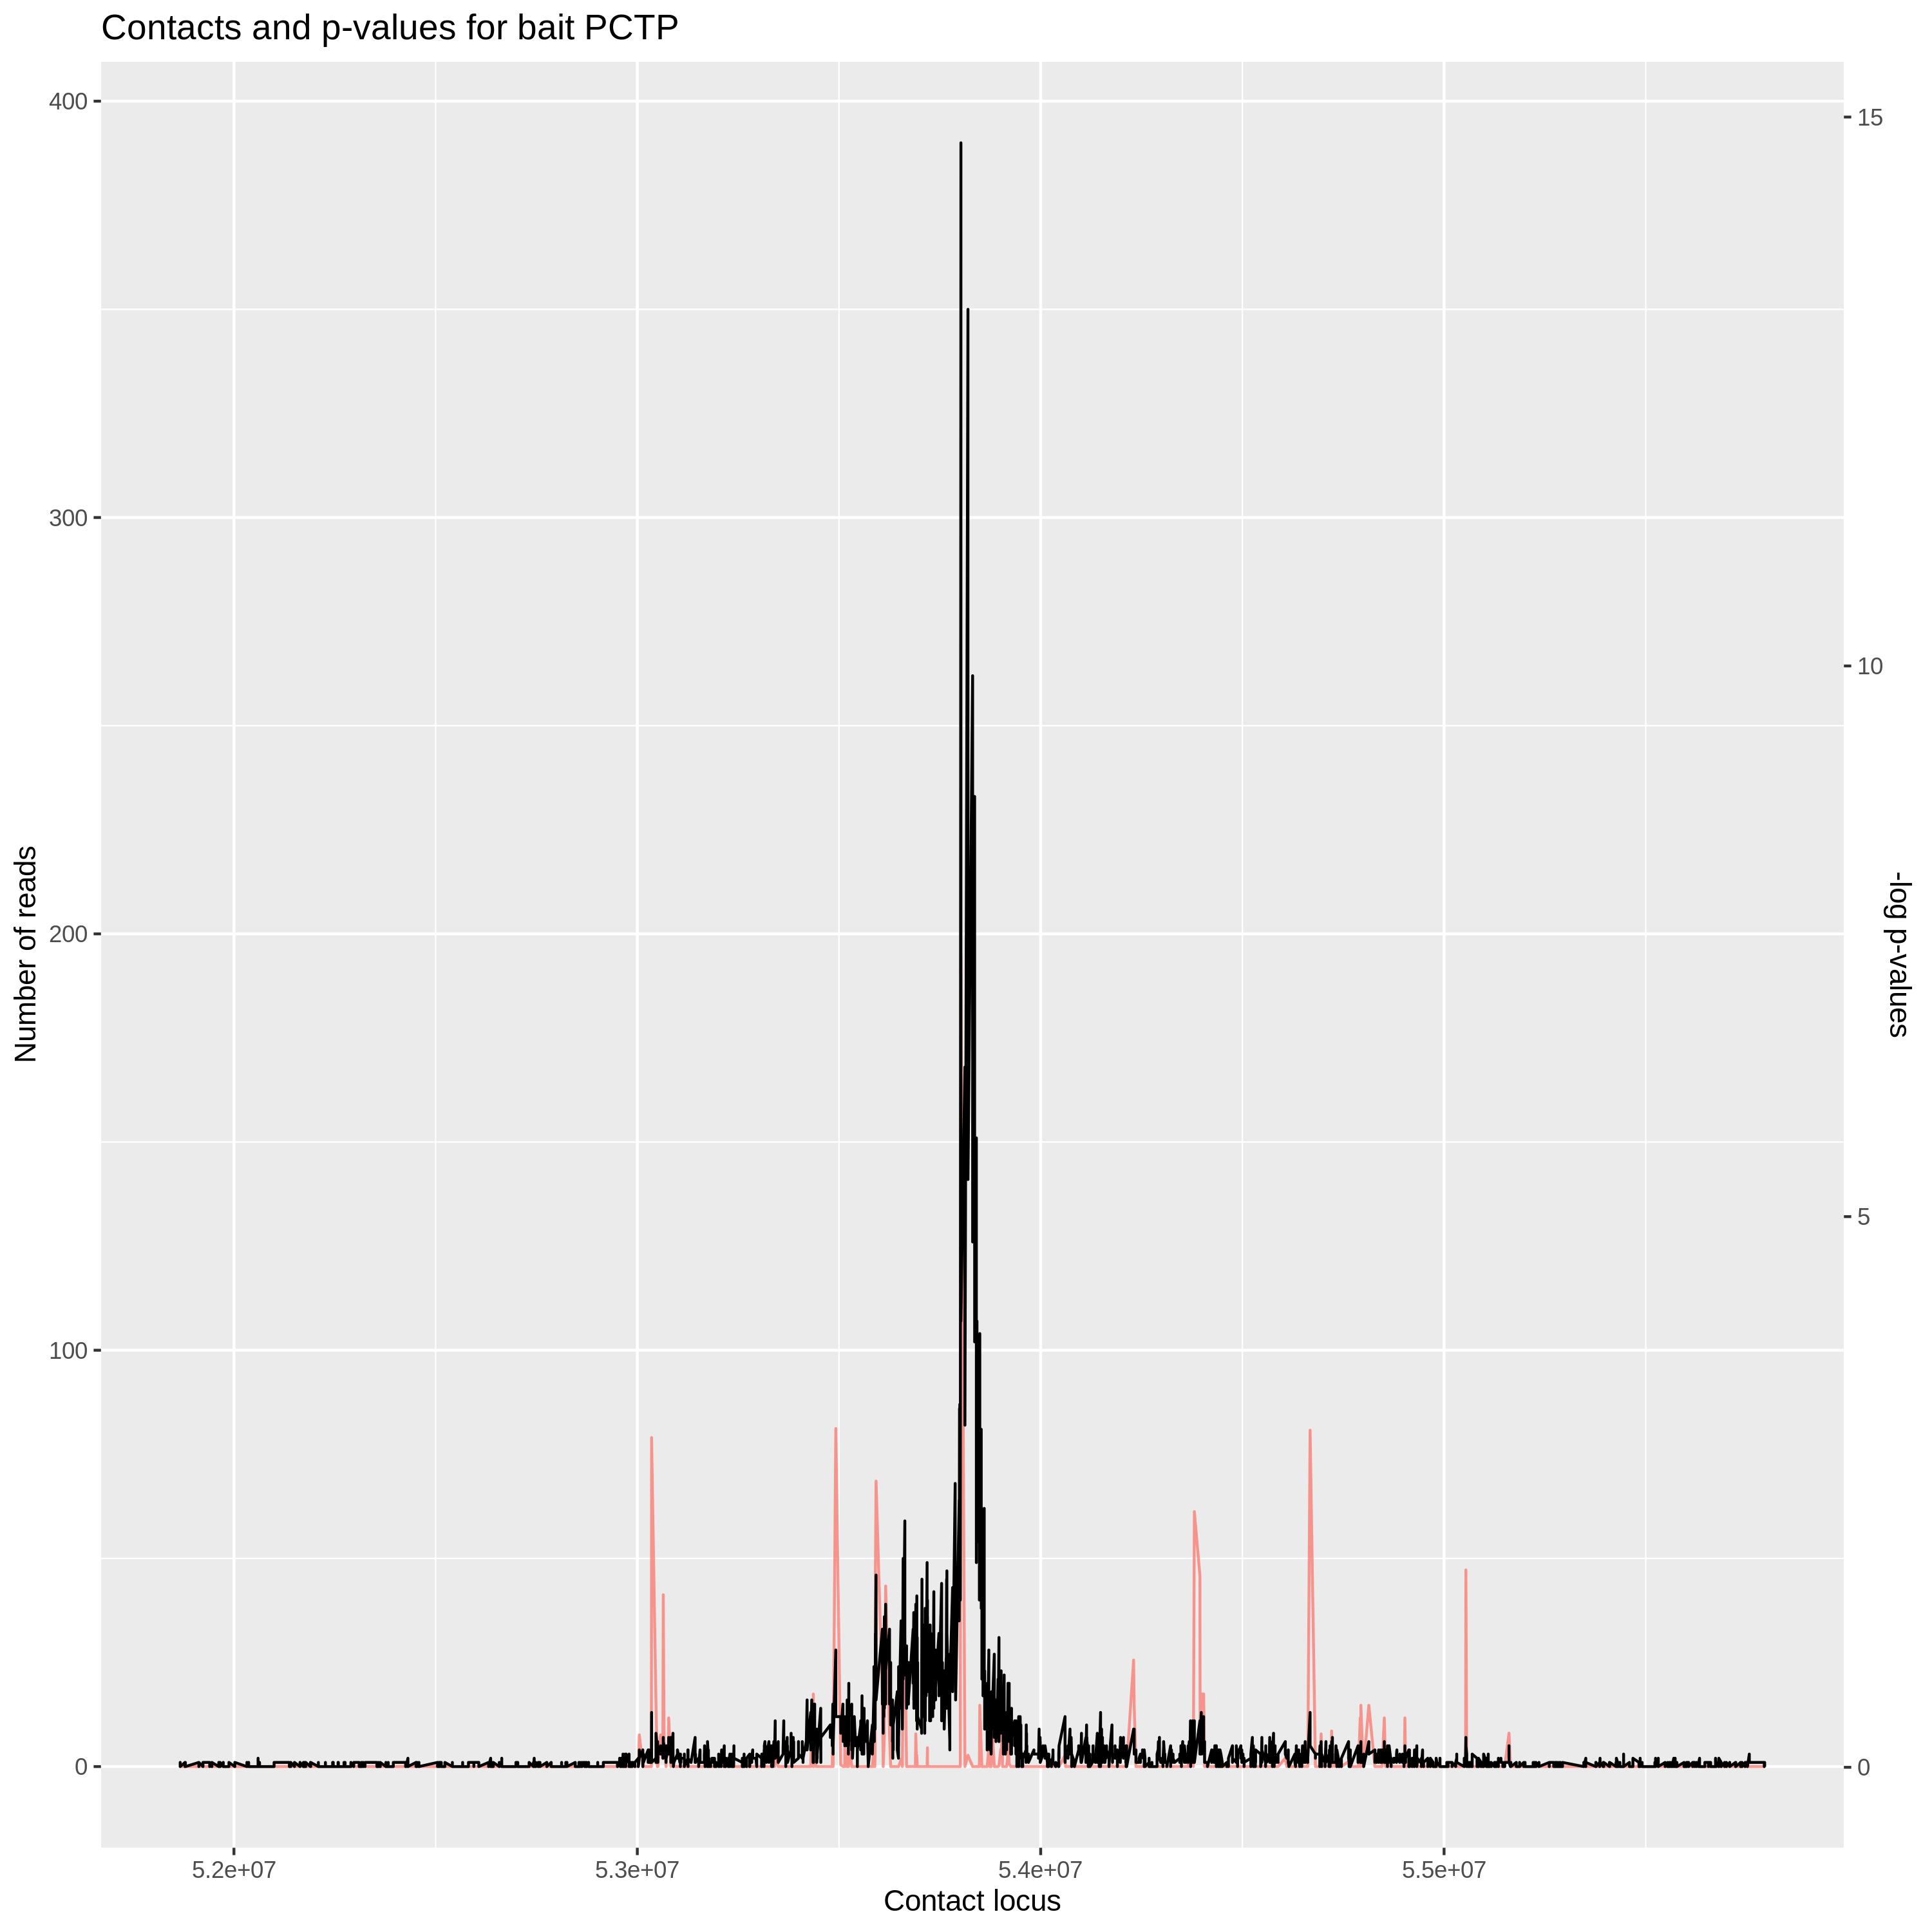 Contacts and p-values for bait PCTP
400
300
200
100
0
15
10
5
0
Number of reads
-log p-values
5.2e+07
5.3e+07
5.4e+07
5.5e+07
Contact locus